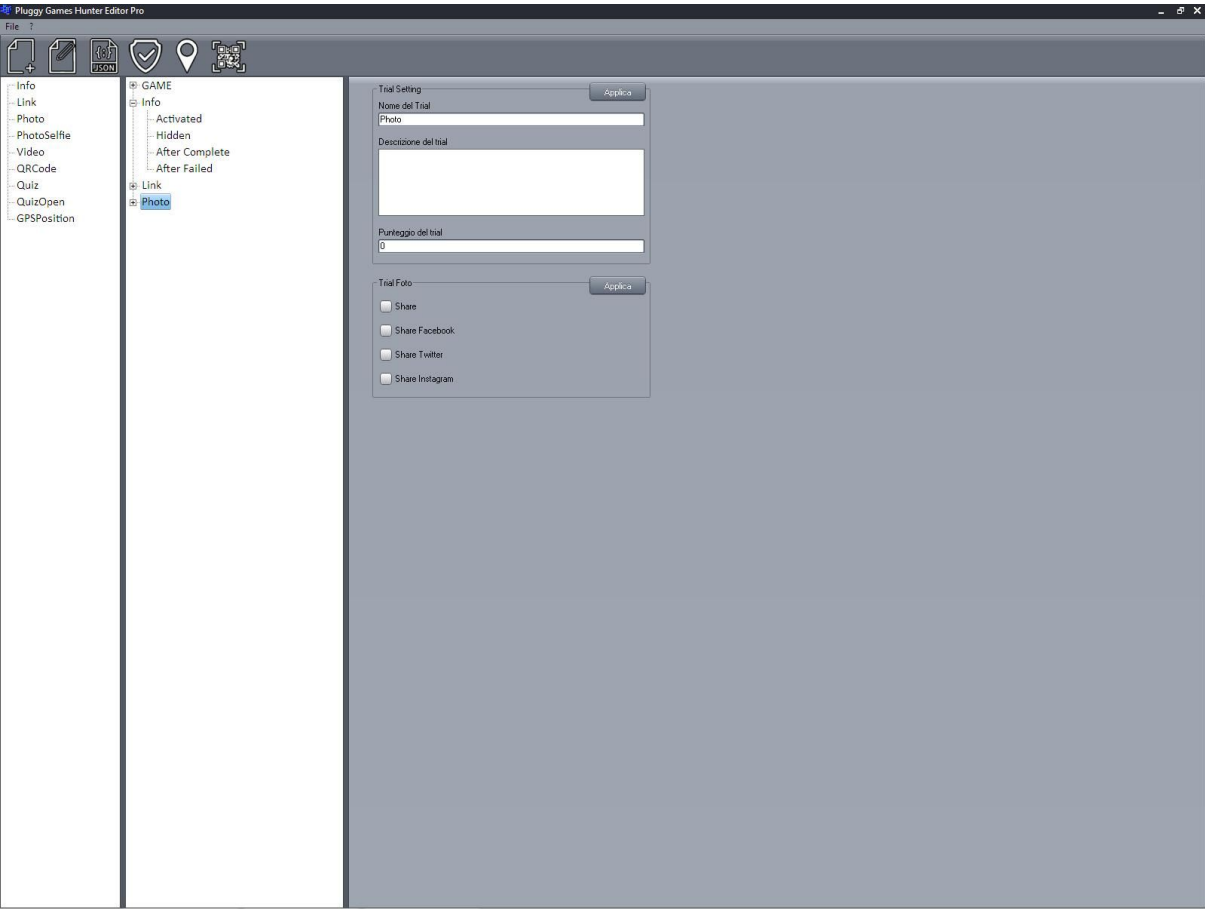 Pluggy Games Hunter Editor Pro
File ?
{:}
JSON
Info
Link
Photo
PhotoSelfie
Video
QRCode
Quiz
QuizOpen
GPSPosition
GAME
Info
Activated
Hidden
After Complete
After Failed
Link
Photo
Trial Setting
Applica
Nome del Trial
Photo
Descrizione del trial
Punteggio del trial
0
Trial Foto
Applica
Share
Share Facebook
Share Twitter
Share Instagram